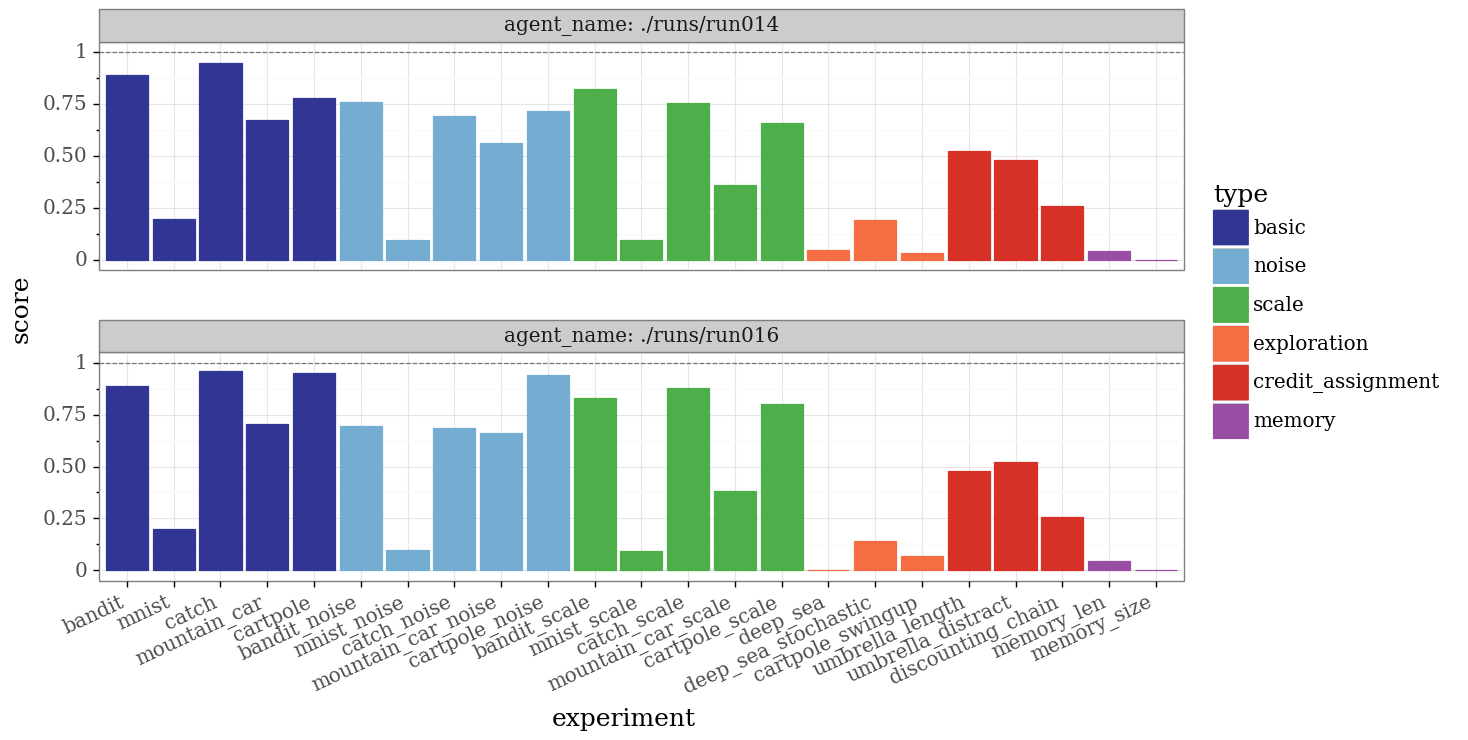 agent_name: ./runs/run014
1
0.75
0.50
0.25
0
score
agent_name: ./runs/run016
1
0.75
0.50
0.25
0
bandit
mnist
catch
mountain_car
cartpole
bandit_noise
mnist_noise
catch_noise
mountain_car_noise
cartpole_noise
bandit_scale
mnist_scale
catch_scale
mountain_car_scale
cartpole_scale
deep_sea
deep_sea_stochastic
cartpole_swingup
umbrella_length
umbrella_distract
discounting_chain
memory_len
memory_size
experiment
type
basic
noise
scale
exploration
credit_assignment
memory